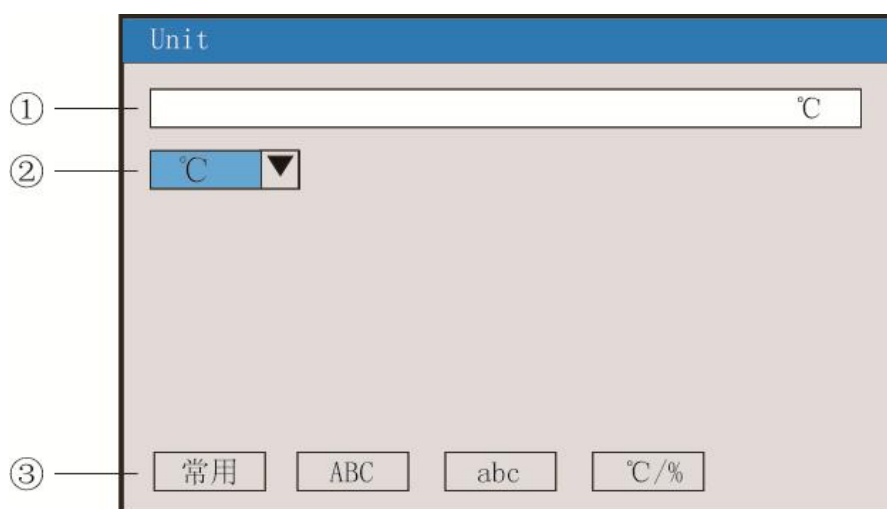 Unit
① ℃
② ℃ ▼
③ 常用 ABC abc ℃/%